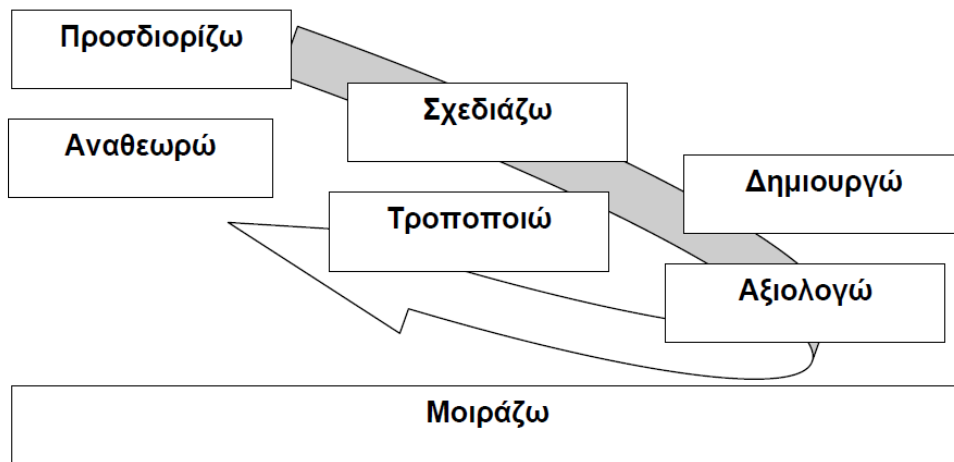 Προσδιορίζω
Σχεδιάζω
Αναθεωρώ
Δημιουργώ
Τροποποιώ
Αξιολογώ
Μοιράζω